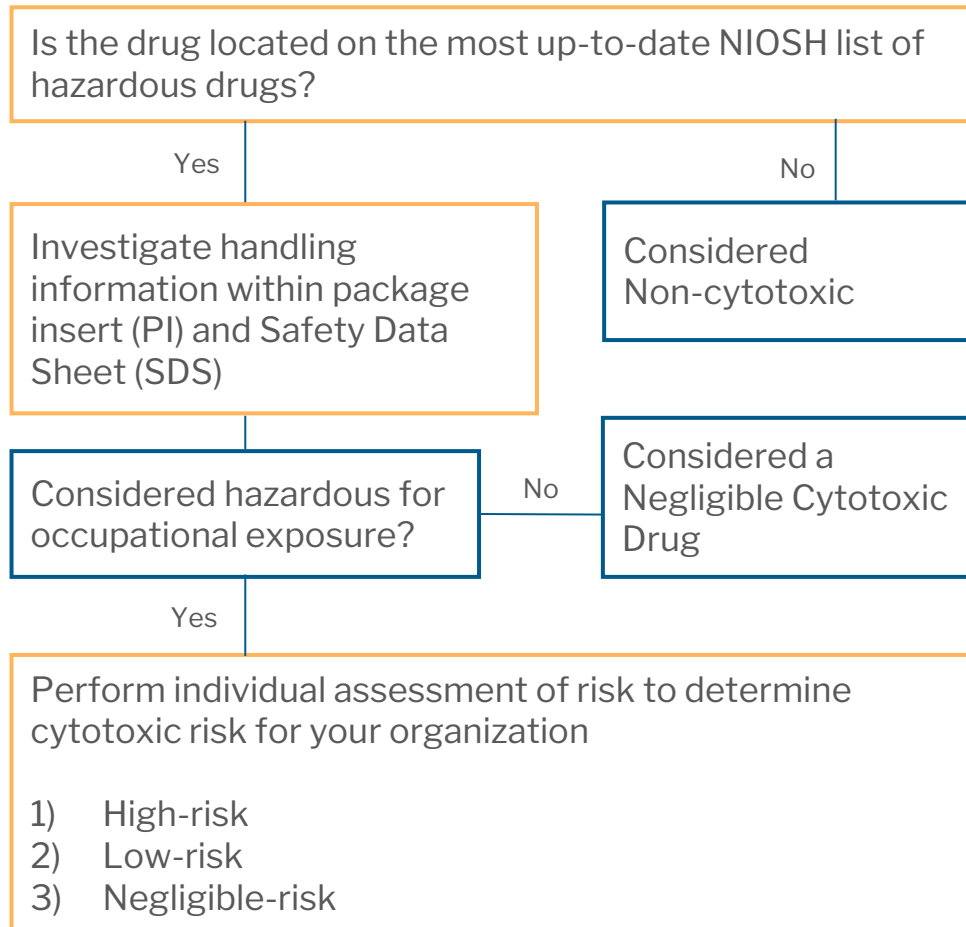 Is the drug located on the most up-to-date NIOSH list of
hazardous drugs?
Yes
No
Investigate handling
information within package
insert (PI) and Safety Data
Sheet (SDS)
Considered
Non-cytotoxic
Considered hazardous for
occupational exposure?
No
Considered a
Negligible Cytotoxic
Drug
Yes
Perform individual assessment of risk to determine
cytotoxic risk for your organization
1) High-risk
2) Low-risk
3) Negligible-risk